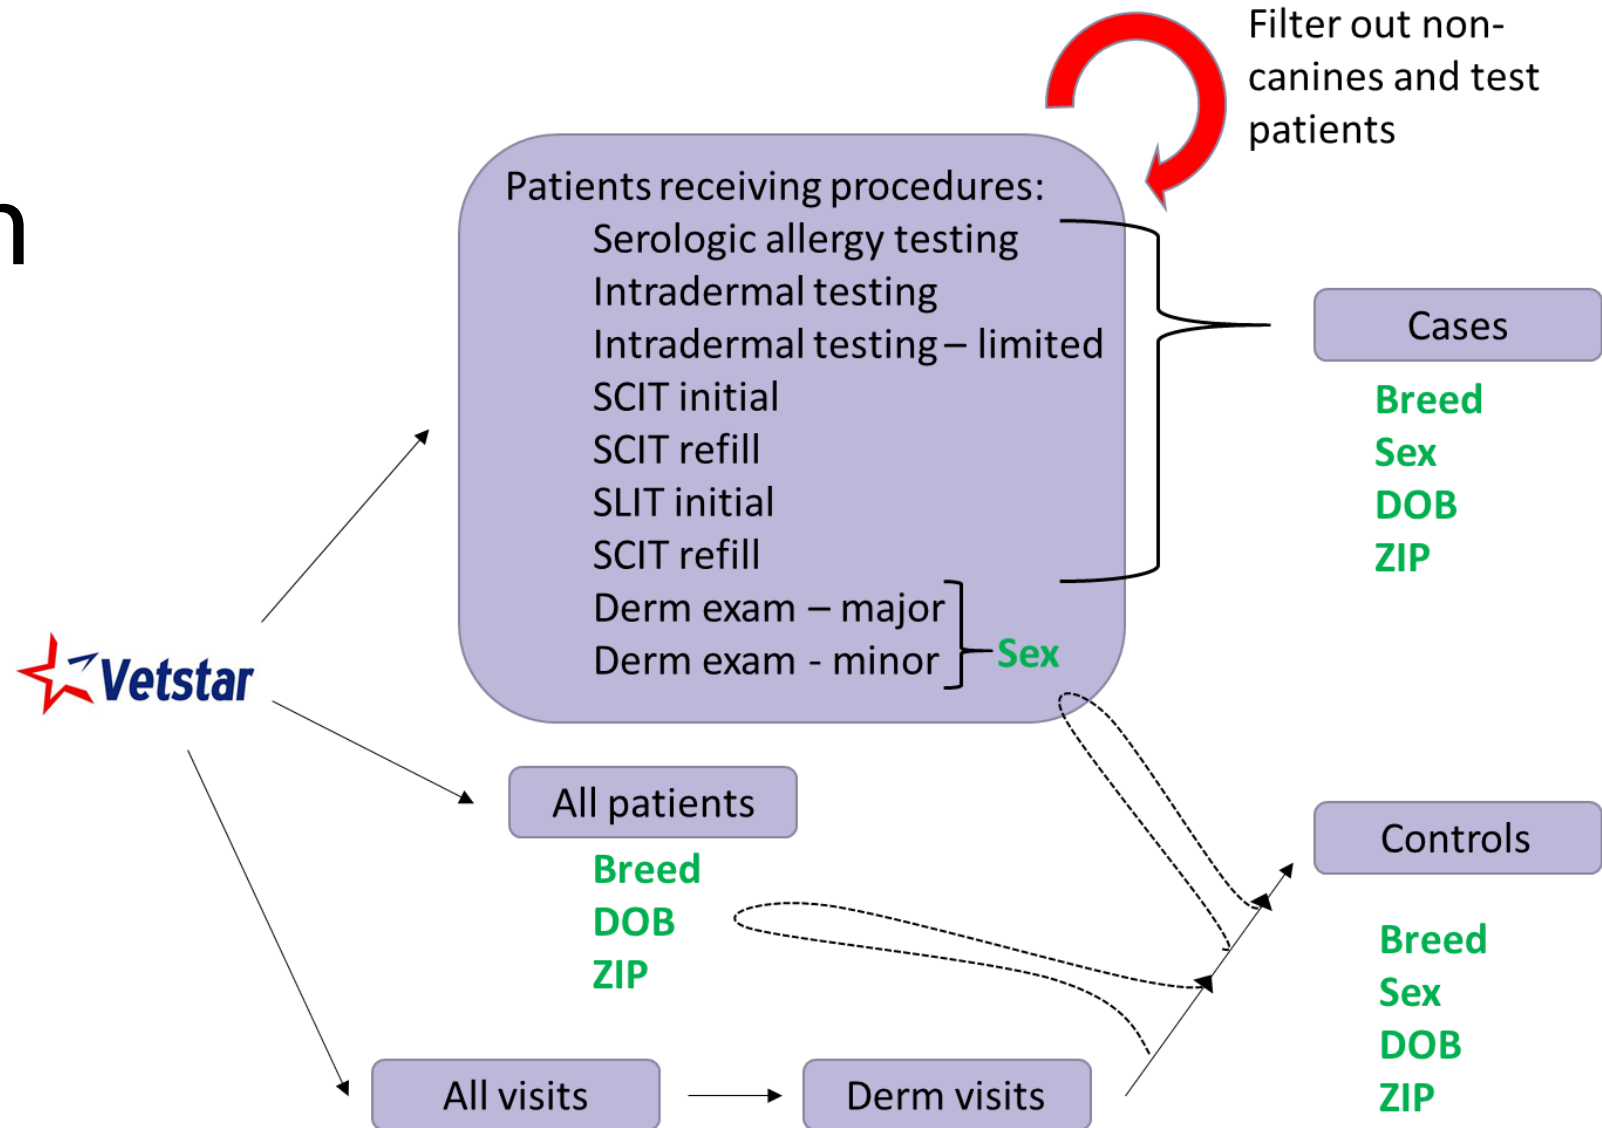 Filter out non-
canines and test
patients
n
Patients receiving procedures:
Serologic allergy testing
Intradermal testing
Intradermal testing – limited
SCIT initial
SCIT refill
SLIT initial
SCIT refill
Derm exam – major
Derm exam - minor
Sex
Cases
Breed
Sex
DOB
ZIP
Vetstar
All patients
Breed
DOB
ZIP
Controls
Breed
Sex
DOB
ZIP
All visits
Derm visits